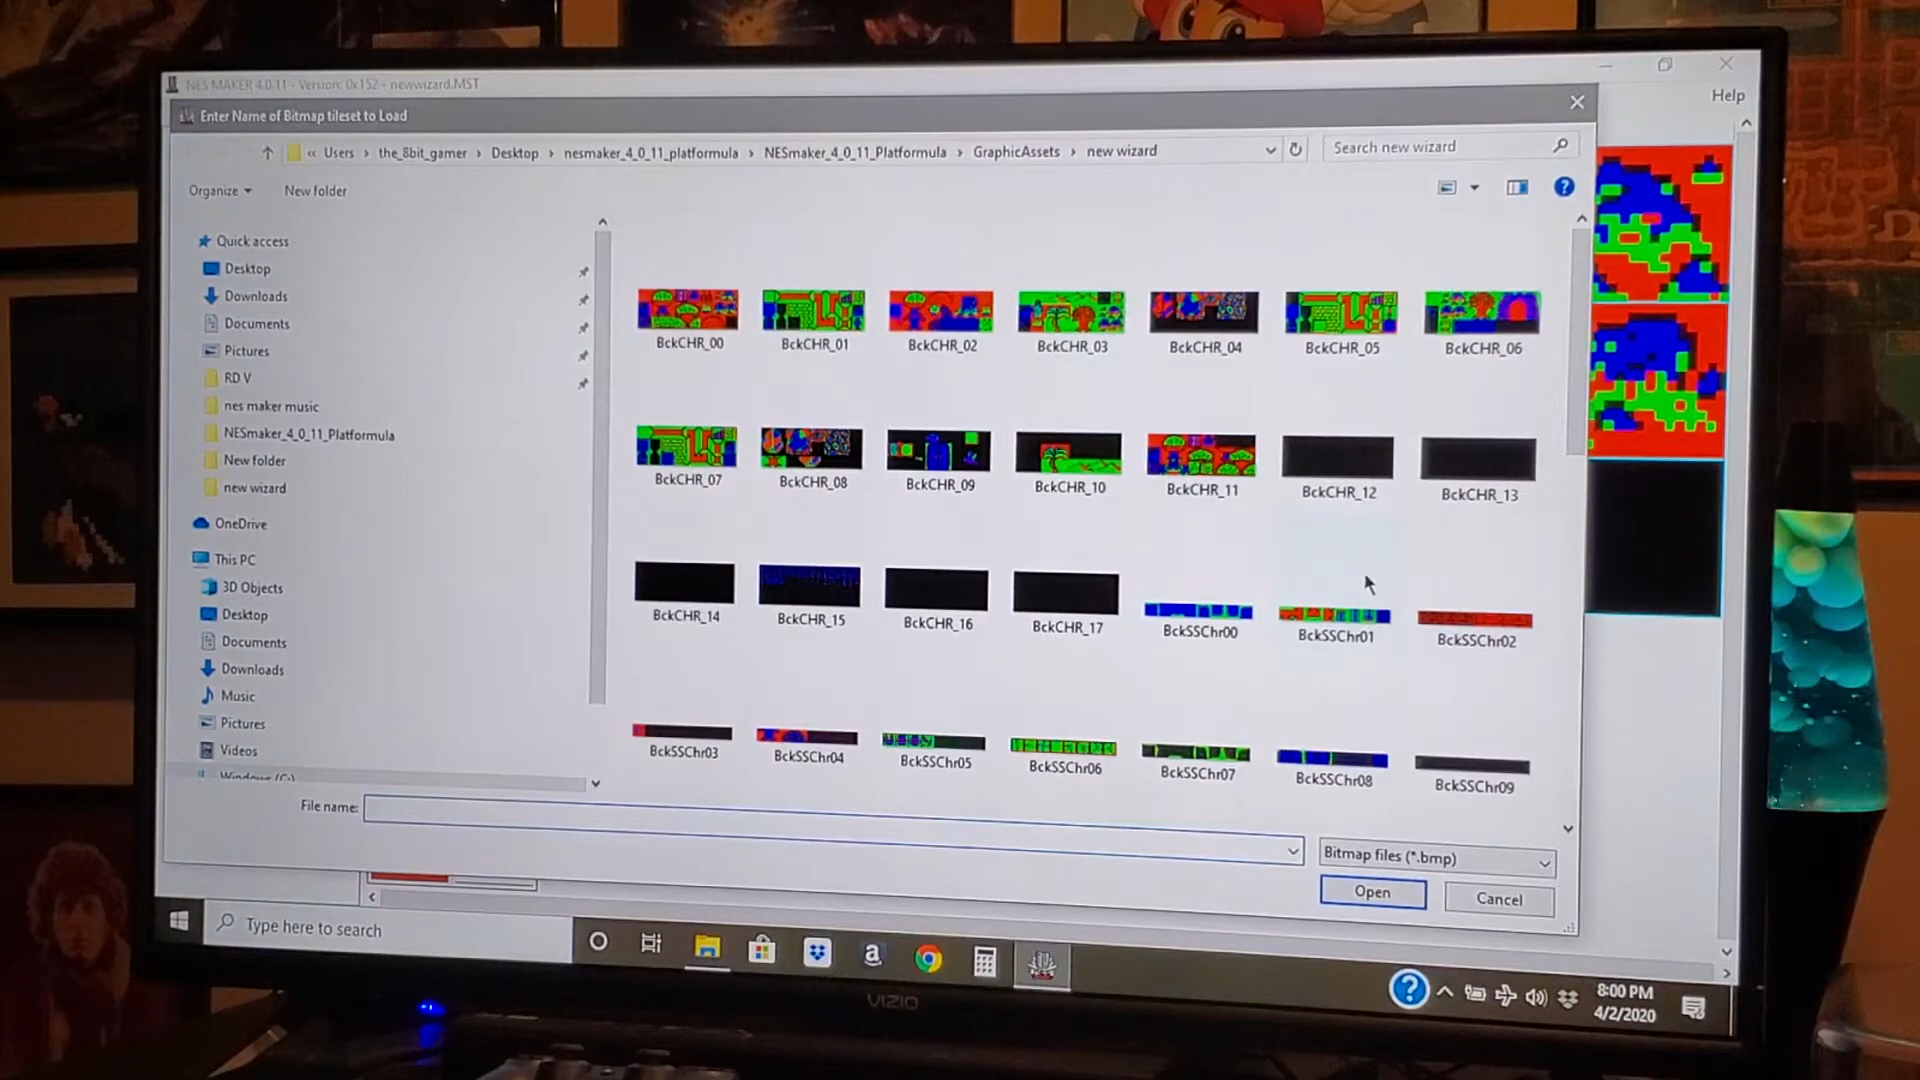 NES MAKER 4.0.11 - Version: 0x152 - newwizard.MST
Help
Enter Name of Bitmap tileset to Load
« Users › the_8bit_gamer › Desktop › nesmaker_4_0_11_platformula › NESmaker_4_0_11_Platformula › GraphicAssets › new wizard
Search new wizard
Organize
New folder
Quick access
Desktop
Downloads
Documents
Pictures
RD V
nes maker music
NESmaker_4_0_11_Platformula
New folder
new wizard
OneDrive
This PC
3D Objects
Desktop
Documents
Downloads
Music
Pictures
Videos
Windows (C:)
BckCHR_00
BckCHR_01
BckCHR_02
BckCHR_03
BckCHR_04
BckCHR_05
BckCHR_06
BckCHR_07
BckCHR_08
BckCHR_09
BckCHR_10
BckCHR_11
BckCHR_12
BckCHR_13
BckCHR_14
BckCHR_15
BckCHR_16
BckCHR_17
BckSSChr00
BckSSChr01
BckSSChr02
BckSSChr03
BckSSChr04
BckSSChr05
BckSSChr06
BckSSChr07
BckSSChr08
BckSSChr09
File name:
Bitmap files (*.bmp)
Open
Cancel
Type here to search
8:00 PM
4/2/2020
VIZIO